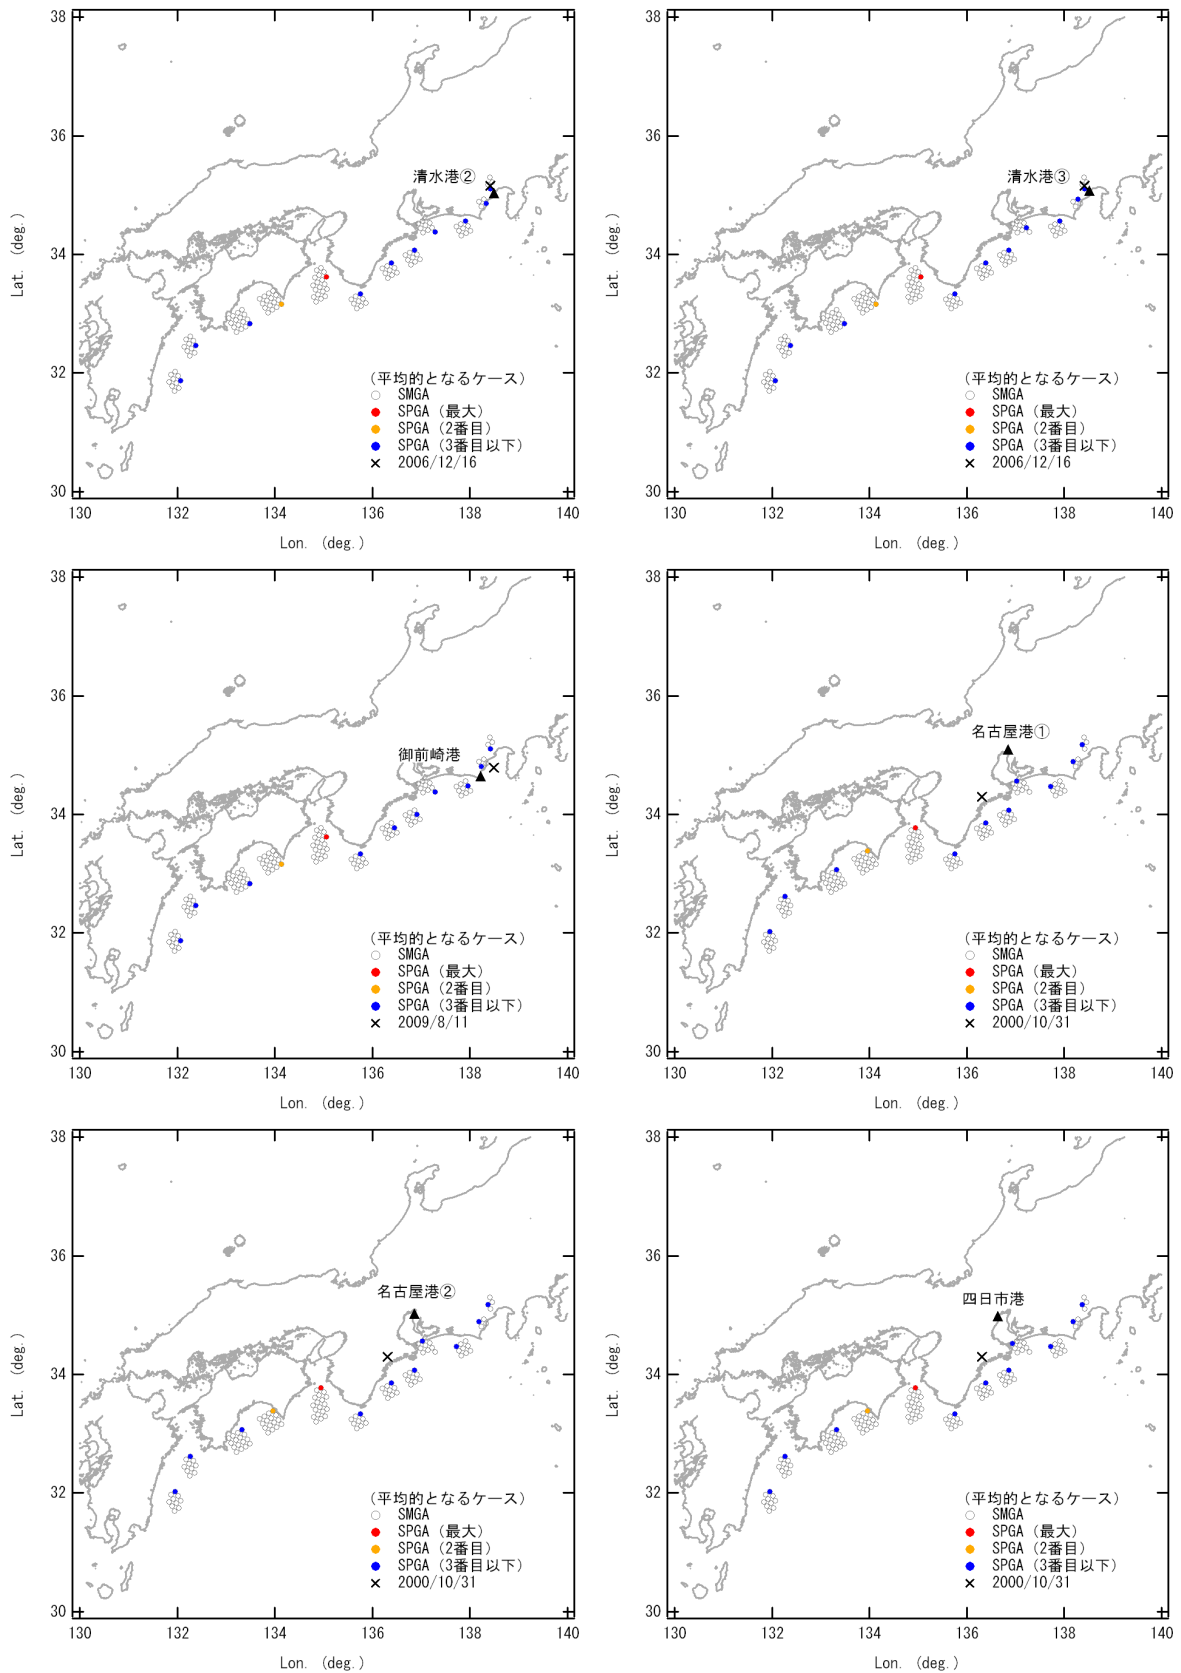 38
36
34
32
30
130
132
134
136
138
140
Lat. (deg.)
Lon. (deg.)
清水港②
(平均的となるケース)
SMGA
SPGA (最大)
SPGA (2番目)
SPGA (3番目以下)
2006/12/16
38
36
34
32
30
130
132
134
136
138
140
Lat. (deg.)
Lon. (deg.)
清水港③
(平均的となるケース)
SMGA
SPGA (最大)
SPGA (2番目)
SPGA (3番目以下)
2006/12/16
38
36
34
32
30
130
132
134
136
138
140
Lat. (deg.)
Lon. (deg.)
御前崎港
(平均的となるケース)
SMGA
SPGA (最大)
SPGA (2番目)
SPGA (3番目以下)
2009/8/11
38
36
34
32
30
130
132
134
136
138
140
Lat. (deg.)
Lon. (deg.)
名古屋港①
(平均的となるケース)
SMGA
SPGA (最大)
SPGA (2番目)
SPGA (3番目以下)
2000/10/31
38
36
34
32
30
130
132
134
136
138
140
Lat. (deg.)
Lon. (deg.)
名古屋港②
(平均的となるケース)
SMGA
SPGA (最大)
SPGA (2番目)
SPGA (3番目以下)
2000/10/31
38
36
34
32
30
130
132
134
136
138
140
Lat. (deg.)
Lon. (deg.)
四日市港
(平均的となるケース)
SMGA
SPGA (最大)
SPGA (2番目)
SPGA (3番目以下)
2000/10/31